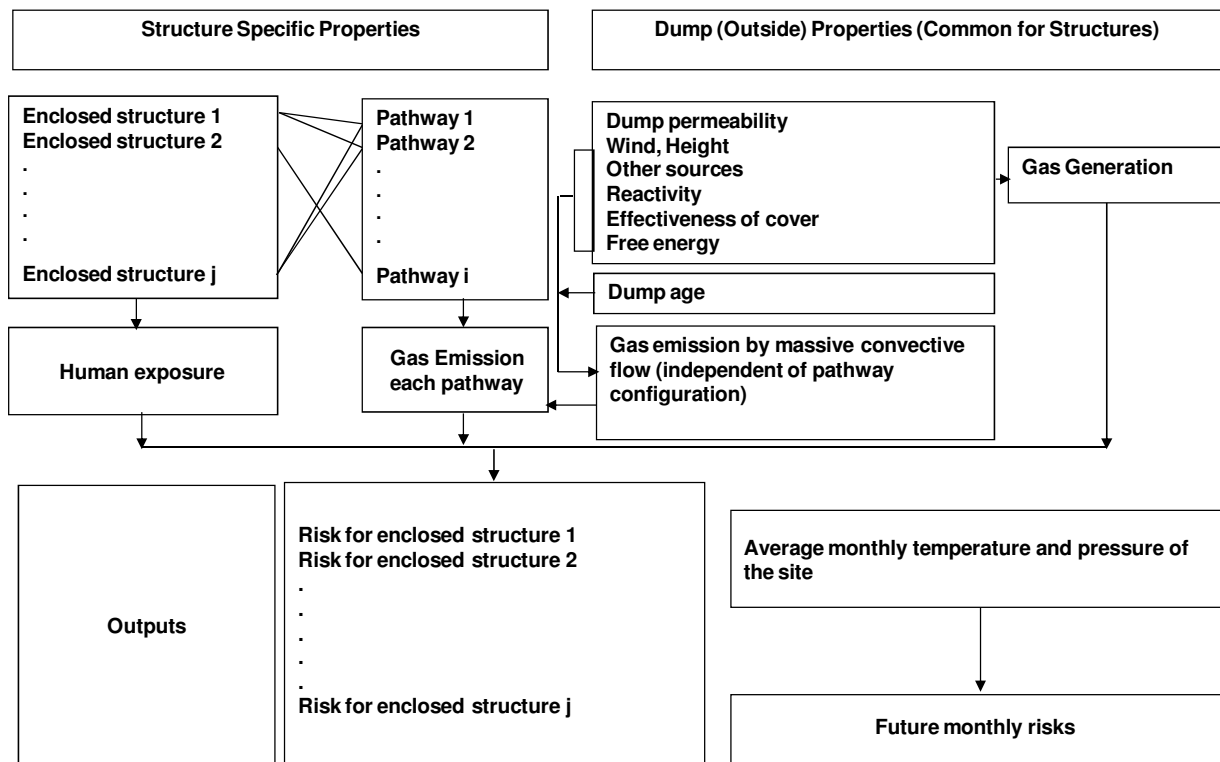 Structure Specific Properties
Dump (Outside) Properties (Common for Structures)
Enclosed structure 1
Enclosed structure 2
.
.
.
.
Enclosed structure j
Pathway 1
Pathway 2
.
.
.
.
Pathway i
Dump permeability
Wind, Height
Other sources
Reactivity
Effectiveness of cover
Free energy
Gas Generation
Dump age
Human exposure
Gas Emission
each pathway
Gas emission by massive convective
flow (independent of pathway
configuration)
Outputs
Risk for enclosed structure 1
Risk for enclosed structure 2
.
.
.
.
.
Risk for enclosed structure j
Average monthly temperature and pressure of
the site
Future monthly risks